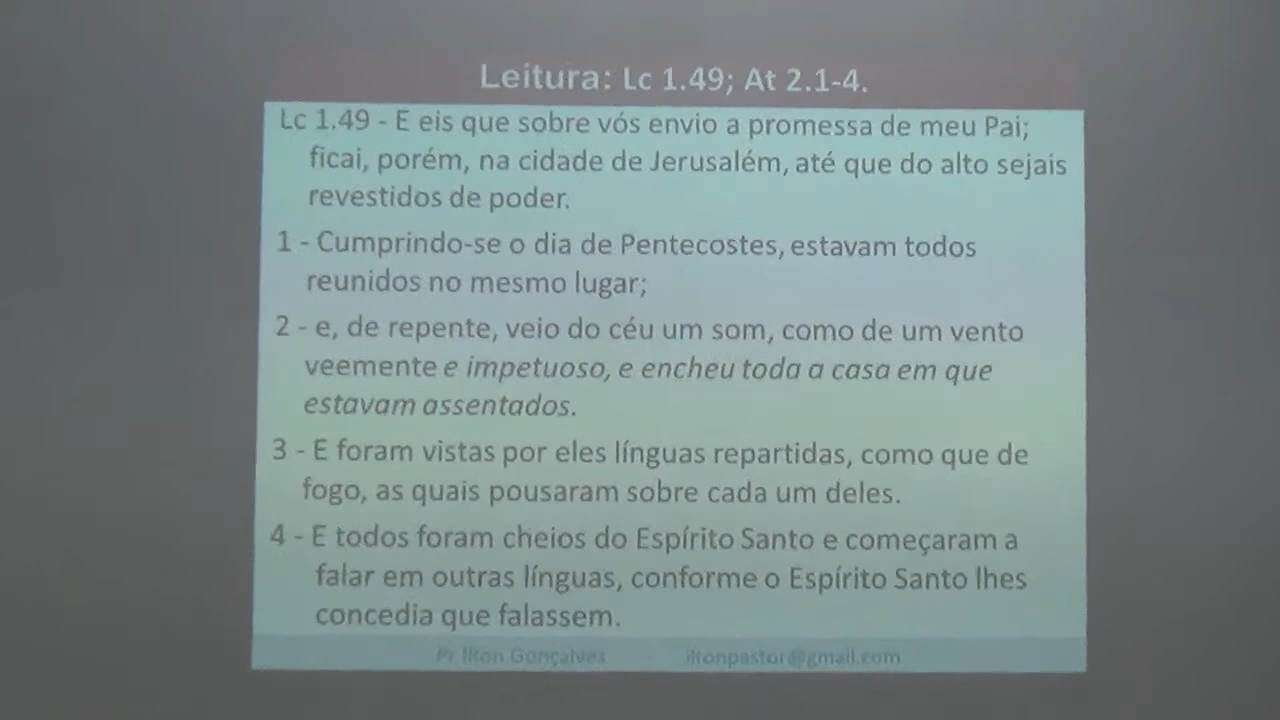 Leitura: Lc 1.49; At 2.1-4.
Lc 1.49 - E eis que sobre vós envio a promessa de meu Pai;
ficai, porém, na cidade de Jerusalém, até que do alto sejais
revestidos de poder.
1 - Cumprindo-se o dia de Pentecostes, estavam todos
reunidos no mesmo lugar;
2 - e, de repente, veio do céu um som, como de um vento
veemente e impetuoso, e encheu toda a casa em que
estavam assentados.
3 - E foram vistas por eles línguas repartidas, como que de
fogo, as quais pousaram sobre cada um deles.
4 - E todos foram cheios do Espírito Santo e começaram a
falar em outras línguas, conforme o Espírito Santo lhes
concedia que falassem.
Pr Ilton Gonçalves - iltonpastor@gmail.com